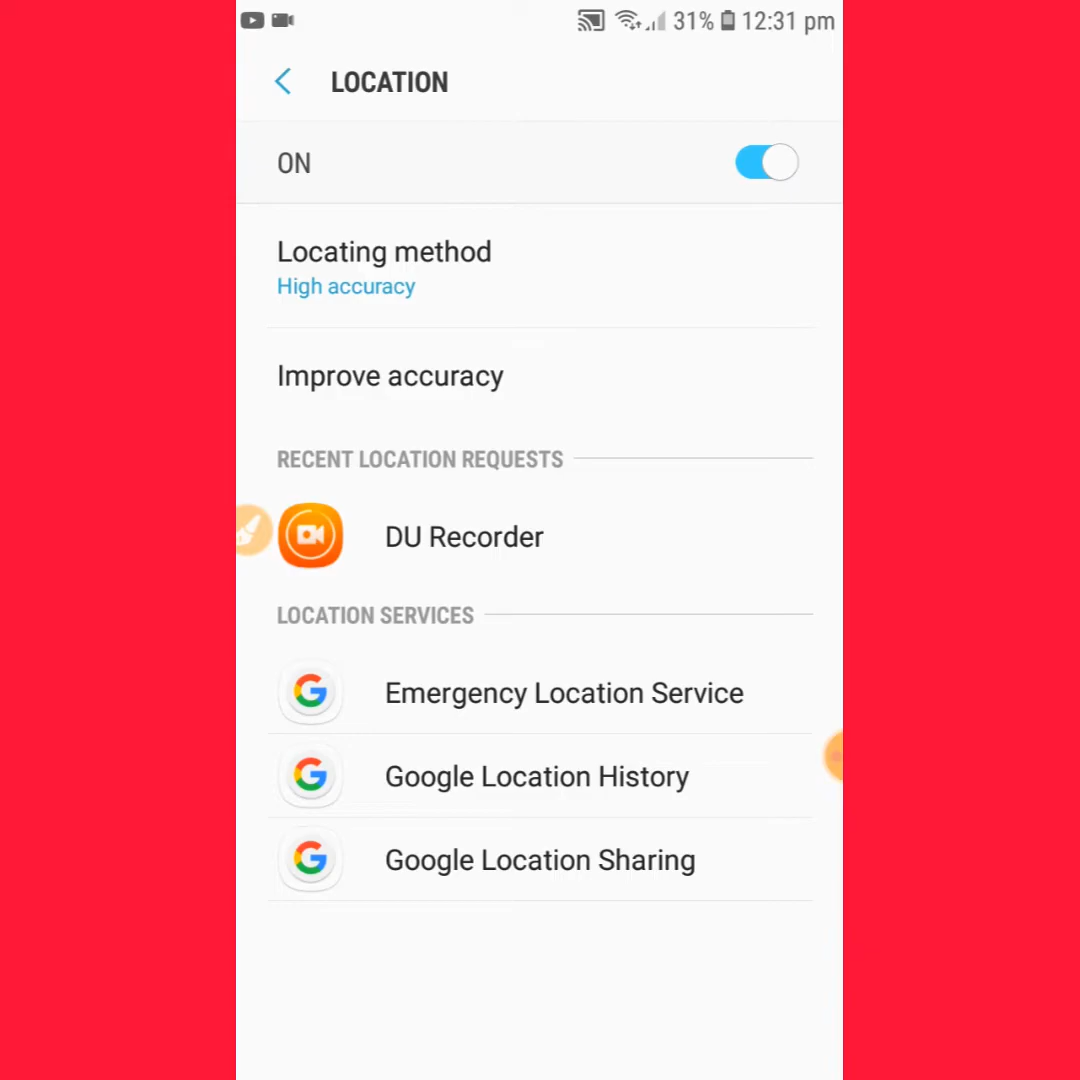 31% 12:31 pm
LOCATION
ON
Locating method
High accuracy
Improve accuracy
RECENT LOCATION REQUESTS
DU Recorder
LOCATION SERVICES
Emergency Location Service
Google Location History
Google Location Sharing